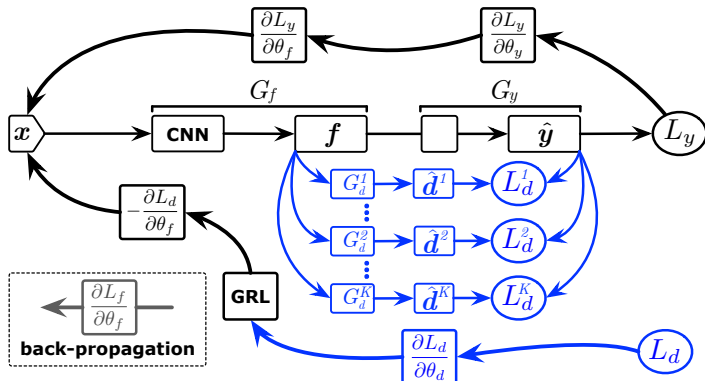 ∂L_y/∂θ_f ∂L_y/∂θ_y
G_f G_y
x CNN f ŷ L_y
G_d^1 d̂^1 L_d^1
-∂L_d/∂θ_f
G_d^2 d̂^2 L_d^2
GRL G_d^K d̂^K L_d^K
∂L_f/∂θ_f
back-propagation
∂L_d/∂θ_d L_d